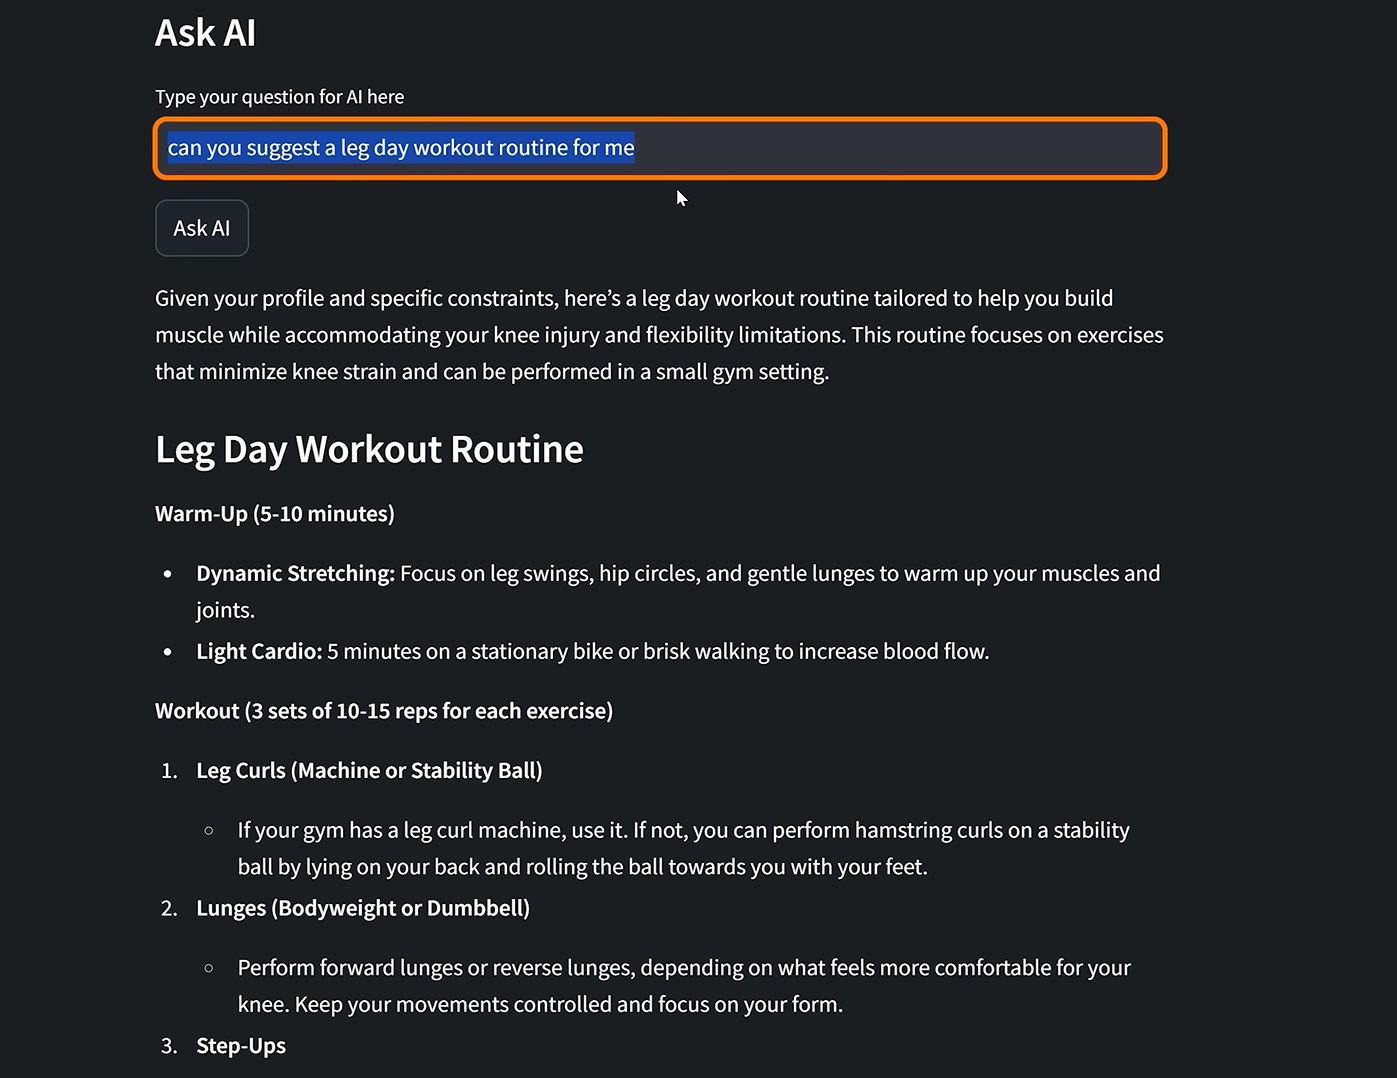 Ask AI
Type your question for AI here
can you suggest a leg day workout routine for me
Ask AI
Given your profile and specific constraints, here’s a leg day workout routine tailored to help you build
muscle while accommodating your knee injury and flexibility limitations. This routine focuses on exercises
that minimize knee strain and can be performed in a small gym setting.
Leg Day Workout Routine
Warm-Up (5-10 minutes)
• Dynamic Stretching: Focus on leg swings, hip circles, and gentle lunges to warm up your muscles and
joints.
• Light Cardio: 5 minutes on a stationary bike or brisk walking to increase blood flow.
Workout (3 sets of 10-15 reps for each exercise)
1. Leg Curls (Machine or Stability Ball)
○ If your gym has a leg curl machine, use it. If not, you can perform hamstring curls on a stability
ball by lying on your back and rolling the ball towards you with your feet.
2. Lunges (Bodyweight or Dumbbell)
○ Perform forward lunges or reverse lunges, depending on what feels more comfortable for your
knee. Keep your movements controlled and focus on your form.
3. Step-Ups